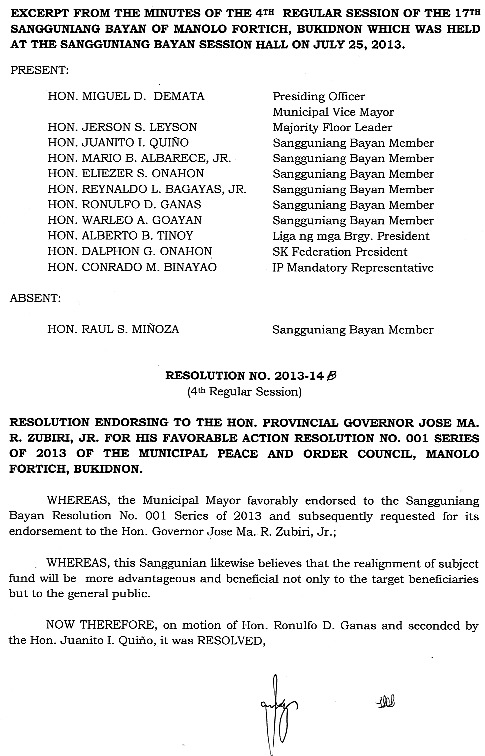 EXCERPT FROM THE MINUTES OF THE 4TH REGULAR SESSION OF THE 17TH
SANGGUNIANG BAYAN OF MANOLO FORTICH, BUKIDNON WHICH WAS HELD
AT THE SANGGUNIANG BAYAN SESSION HALL ON JULY 25, 2013.
PRESENT:
HON. MIGUEL D. DEMATA Presiding Officer
Municipal Vice Mayor
HON. JERSON S. LEYSON Majority Floor Leader
HON. JUANITO I. QUIÑO Sangguniang Bayan Member
HON. MARIO B. ALBARECE, JR. Sangguniang Bayan Member
HON. ELIEZER S. ONAHON Sangguniang Bayan Member
HON. REYNALDO L. BAGAYAS, JR. Sangguniang Bayan Member
HON. RONULFO D. GANAS Sangguniang Bayan Member
HON. WARLEO A. GOAYAN Sangguniang Bayan Member
HON. ALBERTO B. TINOY Liga ng mga Brgy. President
HON. DALPHON G. ONAHON SK Federation President
HON. CONRADO M. BINAYAO IP Mandatory Representative
ABSENT:
HON. RAUL S. MIÑOZA Sangguniang Bayan Member
RESOLUTION NO. 2013-14 B
(4th Regular Session)
RESOLUTION ENDORSING TO THE HON. PROVINCIAL GOVERNOR JOSE MA.
R. ZUBIRI, JR. FOR HIS FAVORABLE ACTION RESOLUTION NO. 001 SERIES
OF 2013 OF THE MUNICIPAL PEACE AND ORDER COUNCIL, MANOLO
FORTICH, BUKIDNON.
WHEREAS, the Municipal Mayor favorably endorsed to the Sangguniang
Bayan Resolution No. 001 Series of 2013 and subsequently requested for its
endorsement to the Hon. Governor Jose Ma. R. Zubiri, Jr.;
WHEREAS, this Sanggunian likewise believes that the realignment of subject
fund will be more advantageous and beneficial not only to the target beneficiaries
but to the general public.
NOW THEREFORE, on motion of Hon. Ronulfo D. Ganas and seconded by
the Hon. Juanito I. Quiño, it was RESOLVED,